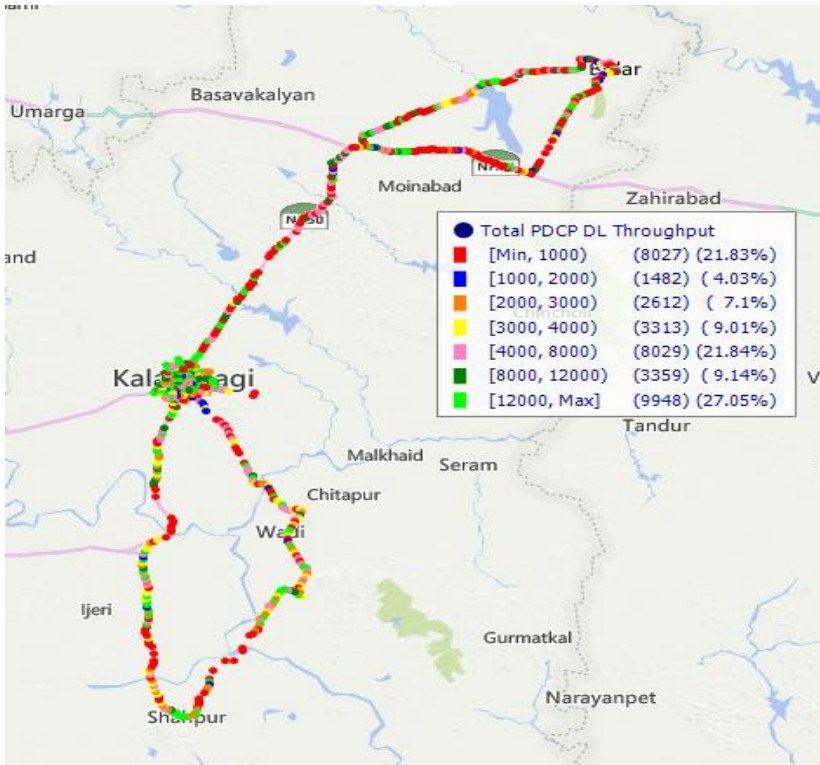 Umarga
Basavakalyan
Moinabad
Zahirabad
and
Total PDCP DL Throughput
[Min, 1000) (8027) (21.83%)
[1000, 2000) (1482) ( 4.03%)
[2000, 3000) (2612) ( 7.1%)
[3000, 4000) (3313) ( 9.01%)
[4000, 8000) (8029) (21.84%)
[8000, 12000) (3359) ( 9.14%)
[12000, Max] (9948) (27.05%)
V
Tandur
Malkhaid
Seram
Chitapur
Wadi
Ijeri
Gurmatkal
Narayanpet
Shahpur